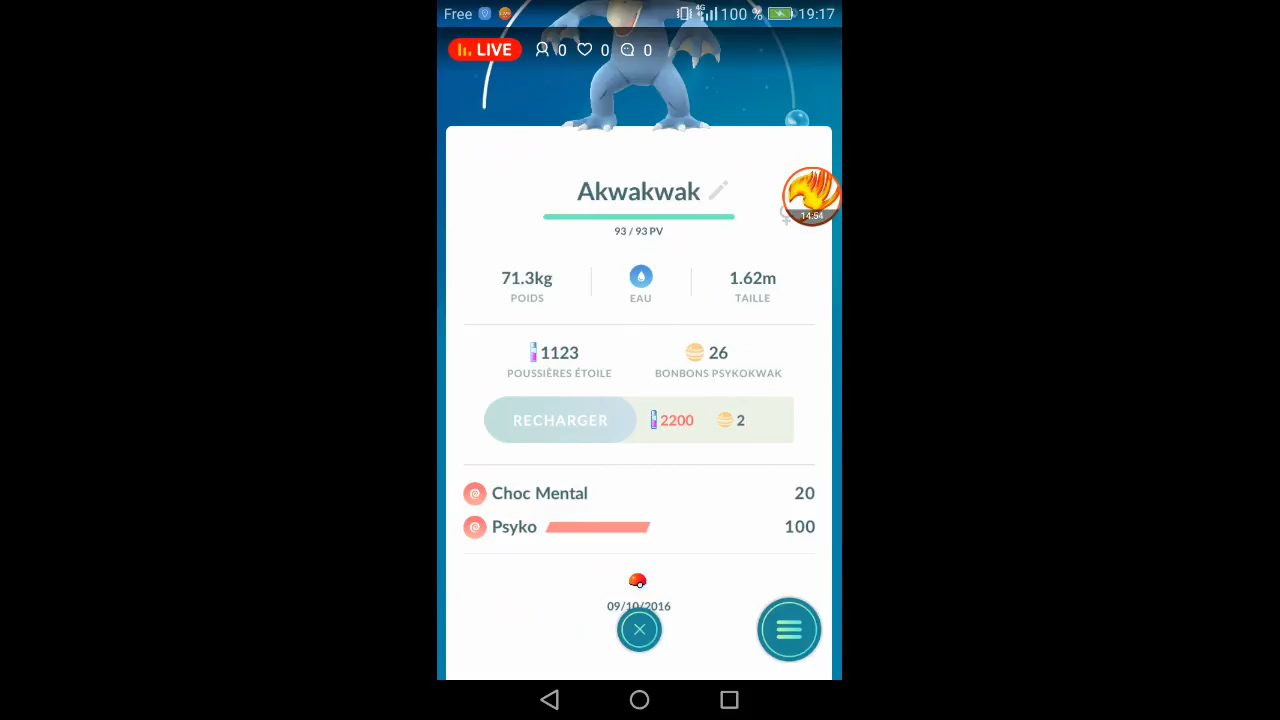 Free 4G 100 % 19:17
LIVE 0 0 0
Akwakwak
14:54
93 / 93 PV
71.3kg 1.62m
POIDS EAU TAILLE
1123 26
POUSSIÈRES ÉTOILE BONBONS PSYKOKWAK
RECHARGER 2200 2
Choc Mental 20
Psyko 100
09/10/2016